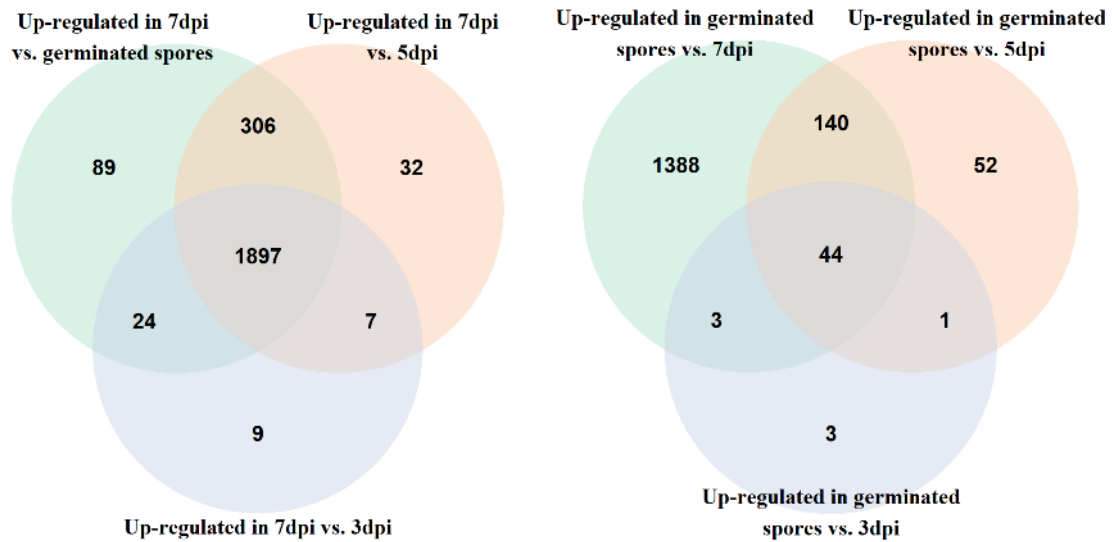 Up-regulated in 7dpi
vs. germinated spores
Up-regulated in 7dpi
vs. 5dpi
306
89
32
1897
24
7
9
Up-regulated in 7dpi vs. 3dpi
Up-regulated in germinated
spores vs. 7dpi
Up-regulated in germinated
spores vs. 5dpi
140
1388
52
44
3
1
3
Up-regulated in germinated
spores vs. 3dpi